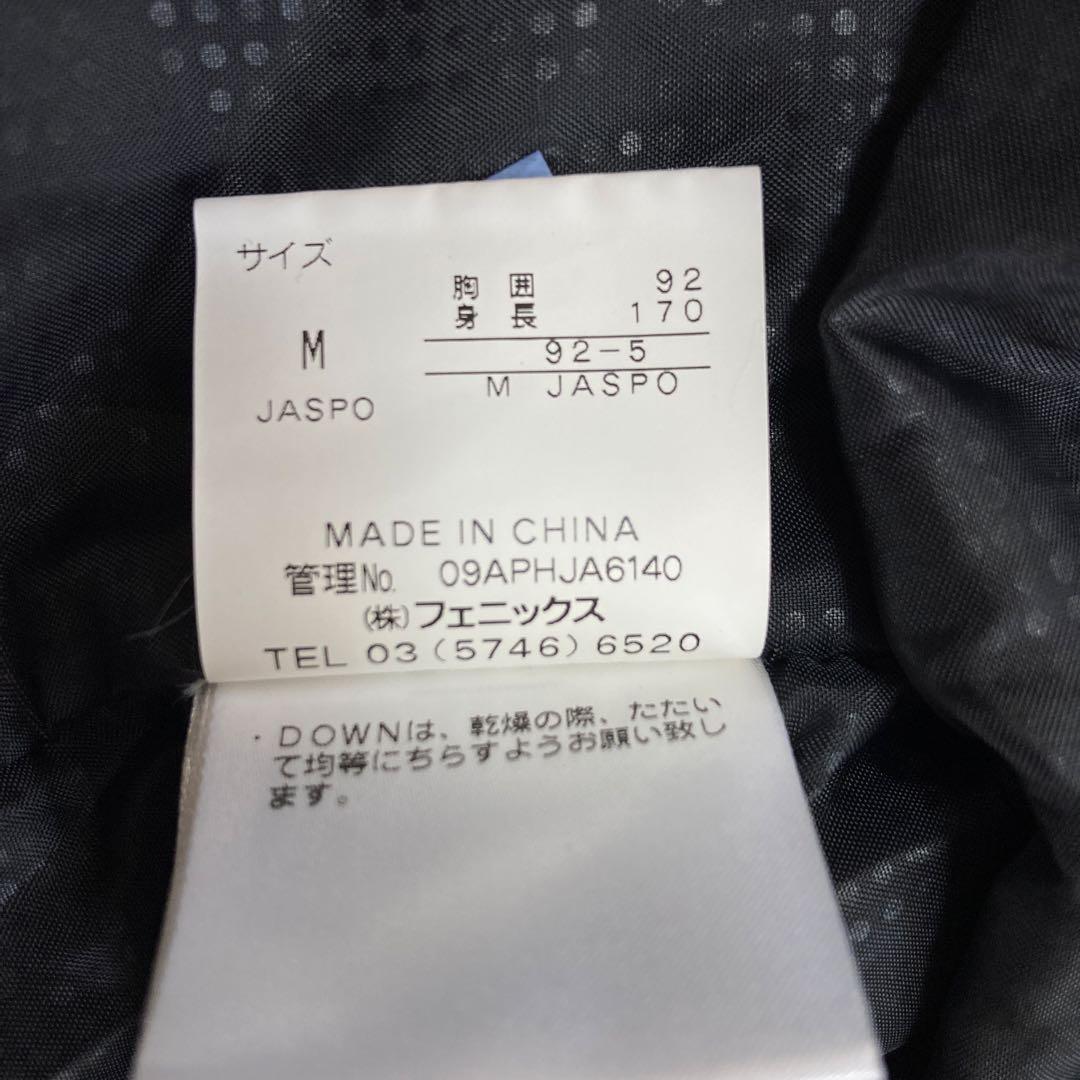 サイズ
胸囲 92
身長 170
M
92-5
M JASPO
JASPO
MADE IN CHINA
管理No. 09APHJA6140
(株)フェニックス
TEL 03(5746)6520
・DOWNは、乾燥の際、たたい
て均等にちらすようお願い致し
ます。